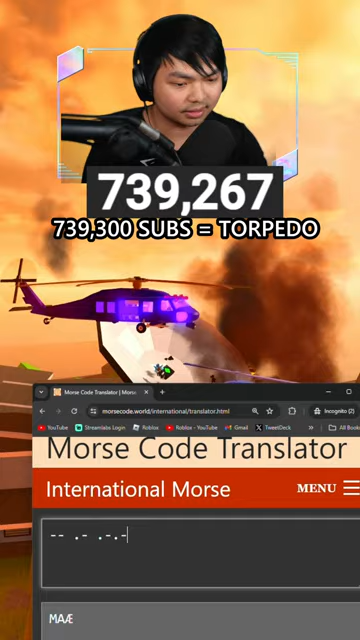 739,267
739,300 SUBS = TORPEDO
Morse Code Translator | Morse
morsecode.world/international/translator.html
Incognito (2)
YouTube
Streamlabs Login
Roblox
Roblox - YouTube
Gmail
TweetDeck
»
All Book
Morse Code Translator
International Morse
MENU
-- .- .-.-
MAÆ